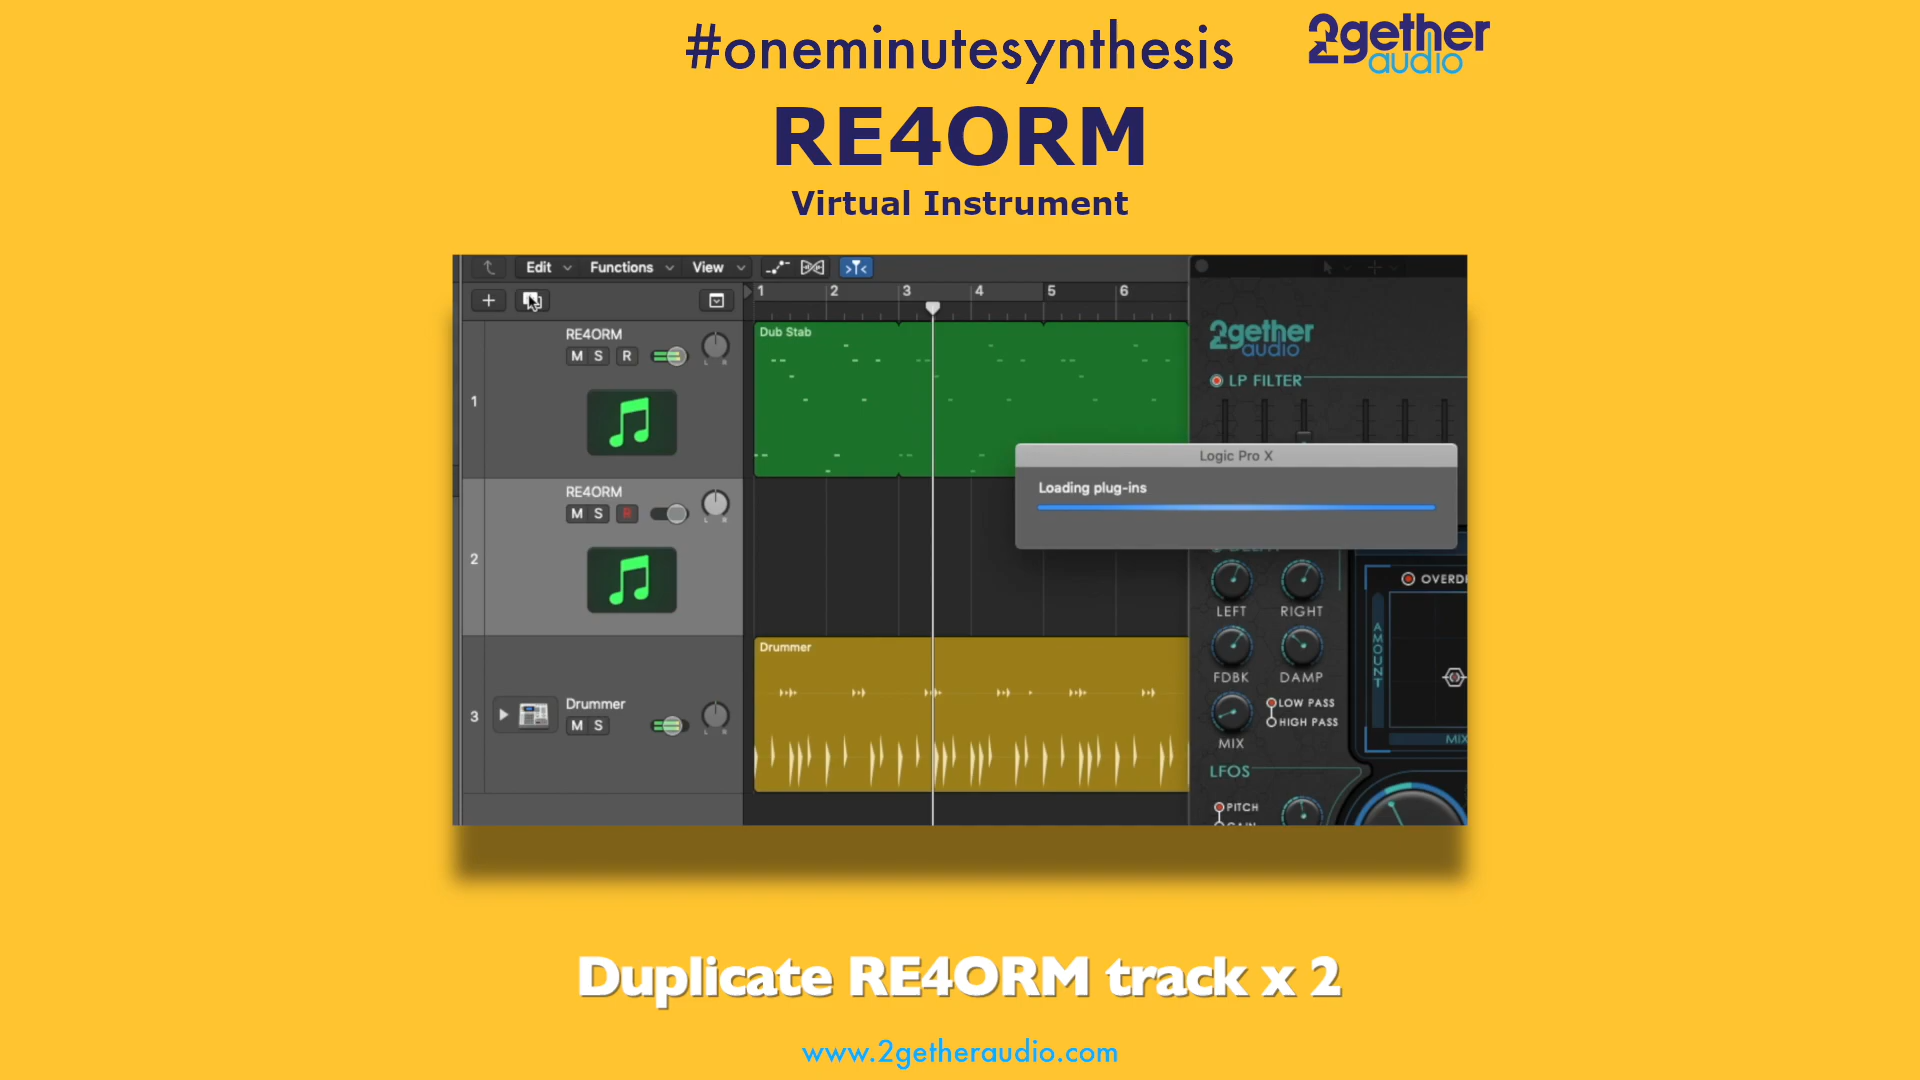 #oneminutesynthesis
2gether
audio
RE4ORM
Virtual Instrument
Edit Functions View
1 2 3 4 5 6
RE4ORM
M S R
1
Dub Stab
2gether
audio
LP FILTER
Logic Pro X
Loading plug-ins
RE4ORM
M S R
2
OVERD
LEFT RIGHT
AMOUNT
FDBK DAMP
LOW PASS
HIGH PASS
MIX
MIX
Drummer
3
Drummer
M S
LFOS
PITCH
GAIN
Duplicate RE4ORM track x 2
www.2getheraudio.com